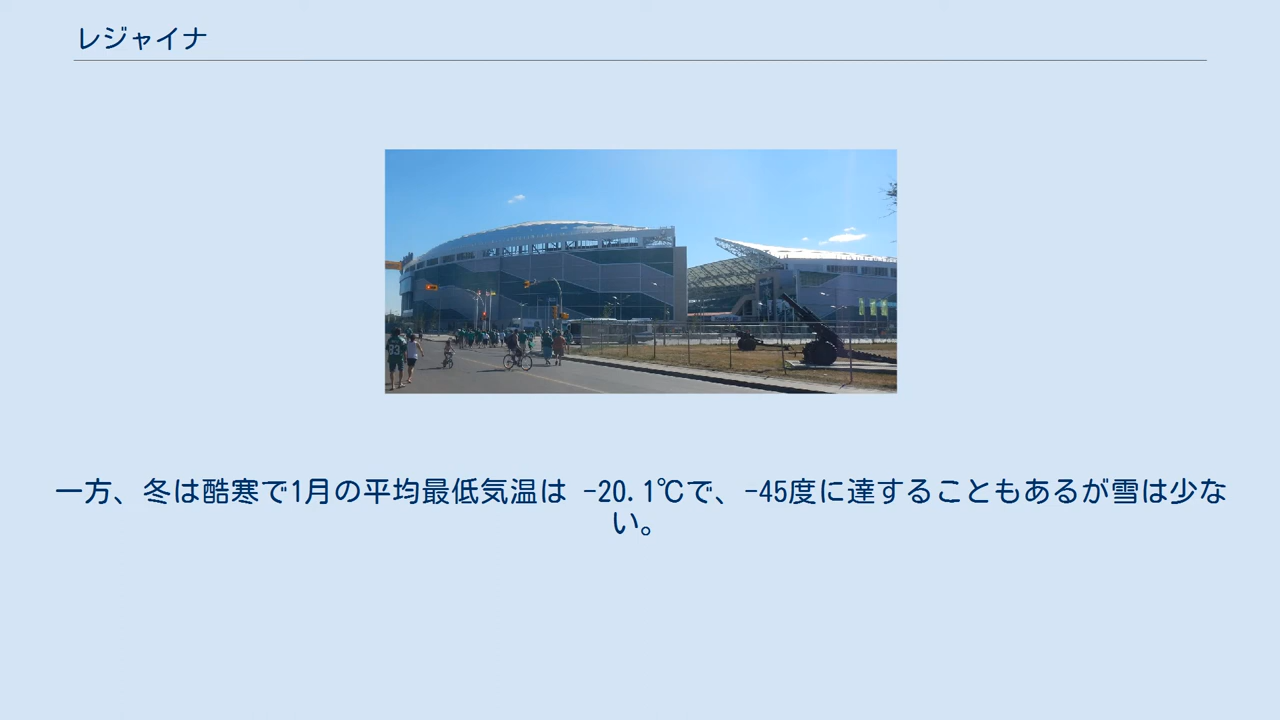 レジャイナ
一方、冬は酷寒で1月の平均最低気温は -20.1℃で、-45度に達することもあるが雪は少な
い。